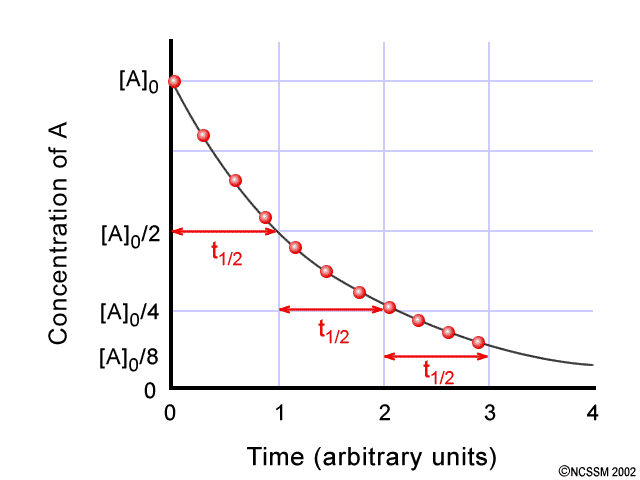 Concentration of A
[A]₀
[A]₀/2
[A]₀/4
[A]₀/8
0
t₁/₂
t₁/₂
t₁/₂
0 1 2 3 4
Time (arbitrary units)
©NCSSM 2002